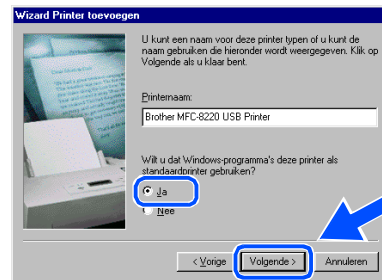 Wizard Printer toevoegen
U kunt een naam voor deze printer typen of u kunt de
naam gebruiken die hieronder wordt weergegeven. Klik op
Volgende als u klaar bent.
Printernaam:
Brother MFC-8220 USB Printer
Wilt u dat Windows-programma's deze printer als
standaardprinter gebruiken?
Ja
Nee
< Vorige
Volgende >
Annuleren